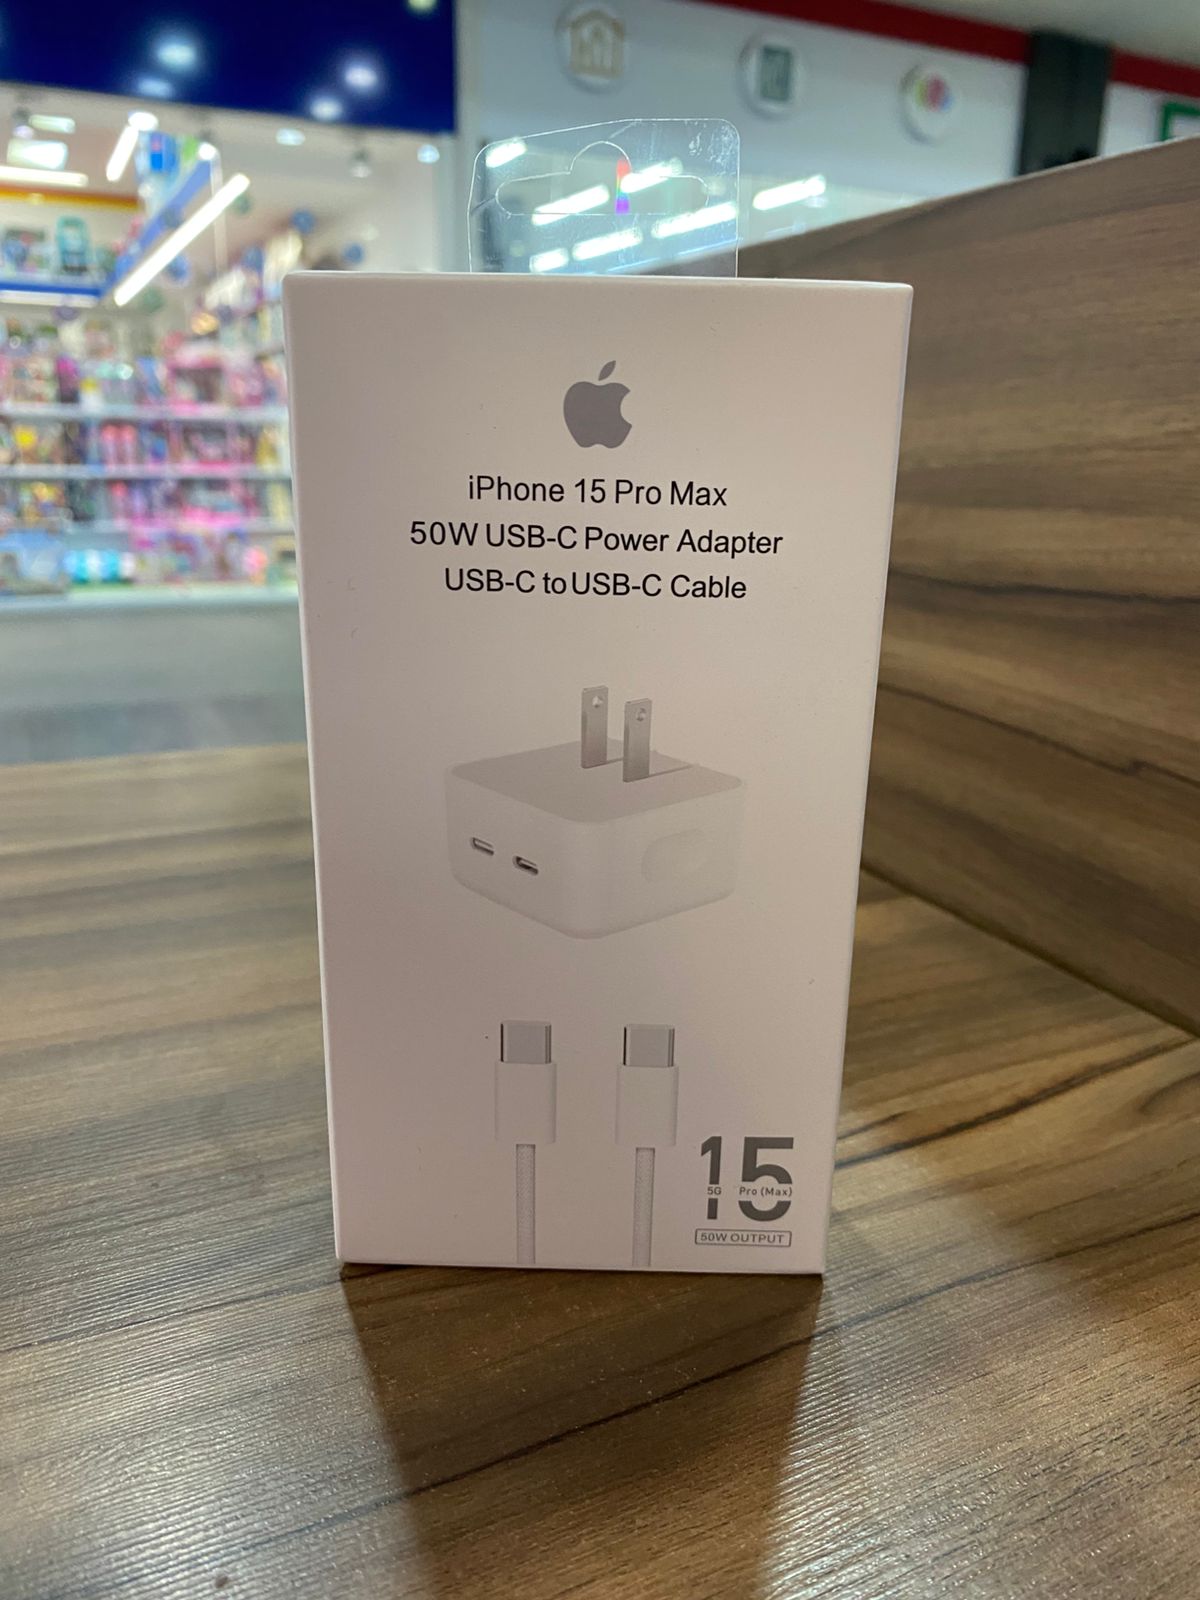 iPhone 15 Pro Max
50W USB-C Power Adapter
USB-C to USB-C Cable
15
5G Pro (Max)
50W OUTPUT